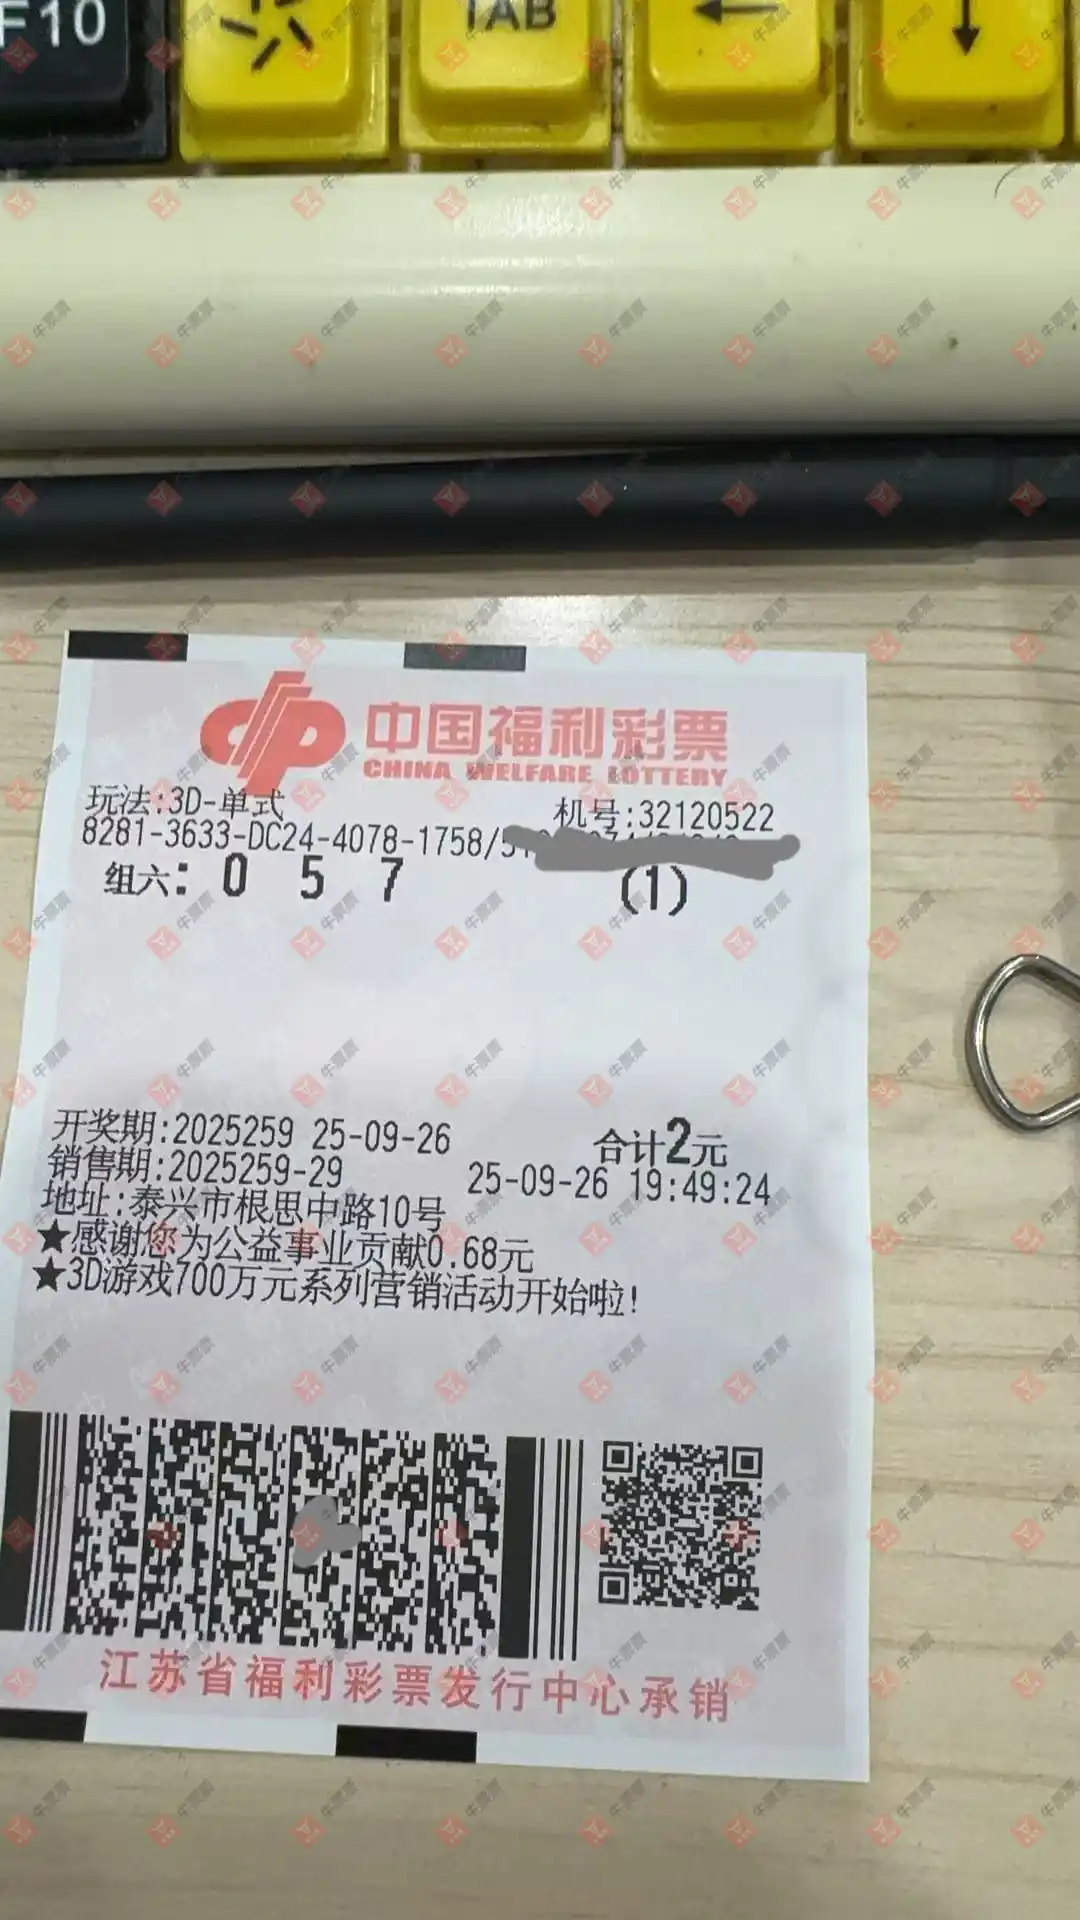 F10
TAB
←
↓
中国福利彩票
CHINA WELFARE LOTTERY
玩法:3D-单式
机号:32120522
8281-3633-DC24-4078-1758/
组六: 0 5 7 (1)
开奖期:2025259 25-09-26
合计2元
销售期:2025259-29
25-09-26 19:49:24
地址:泰兴市根思中路10号
★感谢您为公益事业贡献0.68元
★3D游戏700万元系列营销活动开始啦!
江苏省福利彩票发行中心承销
牛票票